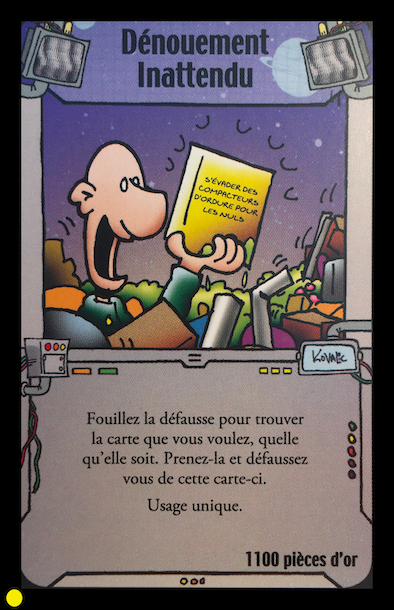 Dénouement
Inattendu
S'ÉVADER DES
COMPACTEURS
D'ORDURE POUR
LES NULS
KOVALIC
Fouillez la défausse pour trouver
la carte que vous voulez, quelle
qu'elle soit. Prenez-la et défaussez
vous de cette carte-ci.
Usage unique.
1100 pièces d'or